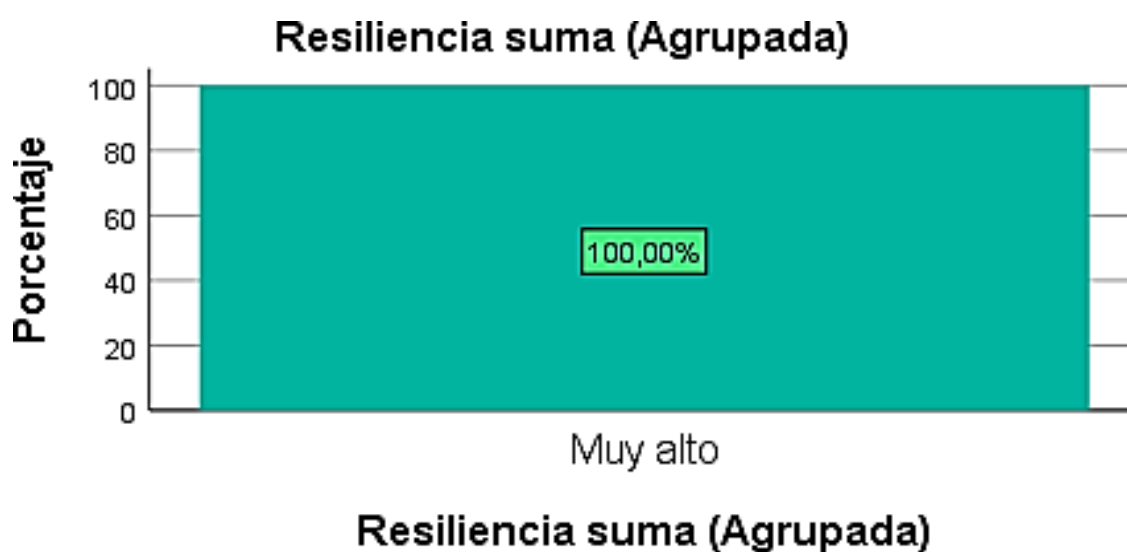 Resiliencia suma (Agrupada)
Porcentaje
100
80
60
40
20
0
100,00%
Muy alto
Resiliencia suma (Agrupada)